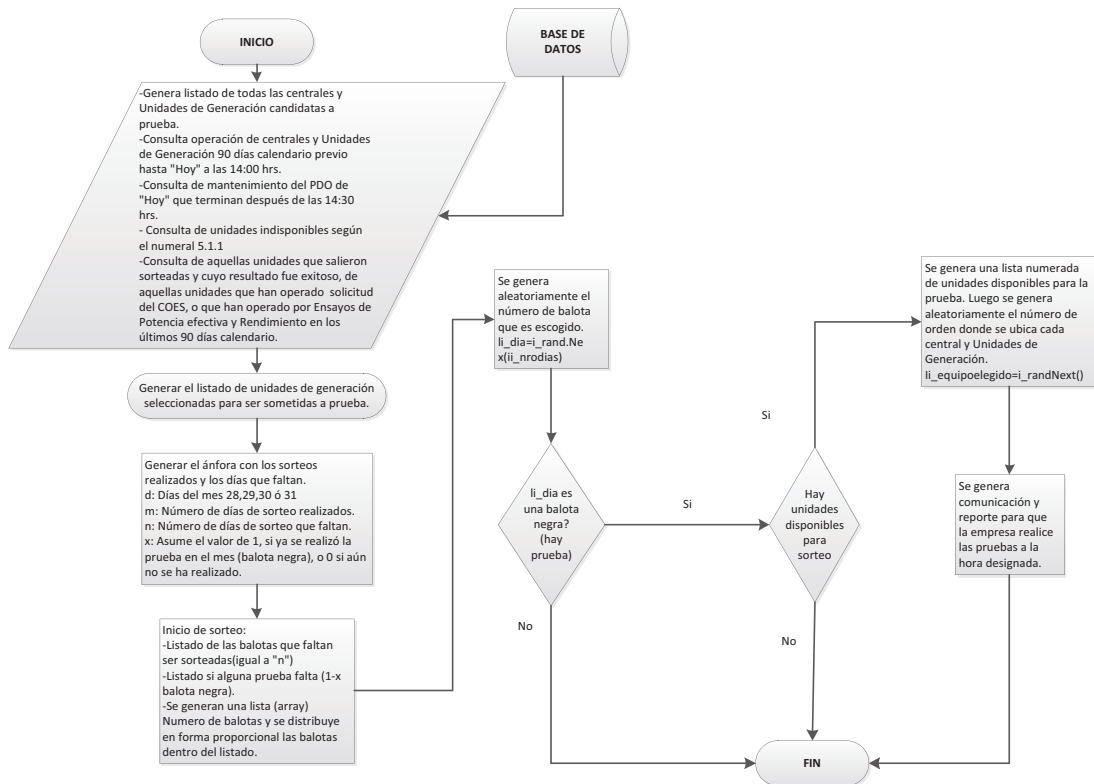 INICIO
BASE DE
DATOS
-Genera listado de todas las centrales y
Unidades de Generación candidatas a
prueba.
-Consulta operación de centrales y Unidades
de Generación 90 días calendario previo
hasta "Hoy" a las 14:00 hrs.
-Consulta de mantenimiento del PDO de
"Hoy" que terminan después de las 14:30
hrs.
- Consulta de unidades indisponibles según
el numeral 5.1.1
-Consulta de aquellas unidades que salieron
sorteadas y cuyo resultado fue exitoso, de
aquellas unidades que han operado solicitud
del COES, o que han operado por Ensayos de
Potencia efectiva y Rendimiento en los
últimos 90 días calendario.
Generar el listado de unidades de generación
seleccionadas para ser sometidas a prueba.
Generar el ánfora con los sorteos
realizados y los días que faltan.
d: Días del mes 28,29,30 ó 31
m: Número de días de sorteo realizados.
n: Número de días de sorteo que faltan.
x: Asume el valor de 1, si ya se realizó la
prueba en el mes (balota negra), o 0 si aún
no se ha realizado.
Inicio de sorteo:
-Listado de las balotas que faltan
ser sorteadas(igual a "n")
-Listado si alguna prueba falta (1-x
balota negra).
-Se generan una lista (array)
Numero de balotas y se distribuye
en forma proporcional las balotas
dentro del listado.
Se genera
aleatoriamente el
número de balota
que es escogido.
li_dia=i_rand.Ne
x(ii_nrodias)
li_dia es
una balota
negra?
(hay
prueba)
Si
No
Hay
unidades
disponibles
para
sorteo
Si
No
Se genera una lista numerada
de unidades disponibles para la
prueba. Luego se genera
aleatoriamente el número de
orden donde se ubica cada
central y Unidades de
Generación.
li_equipoelegido=i_randNext()
Se genera
comunicación y
reporte para que
la empresa realice
las pruebas a la
hora designada.
FIN